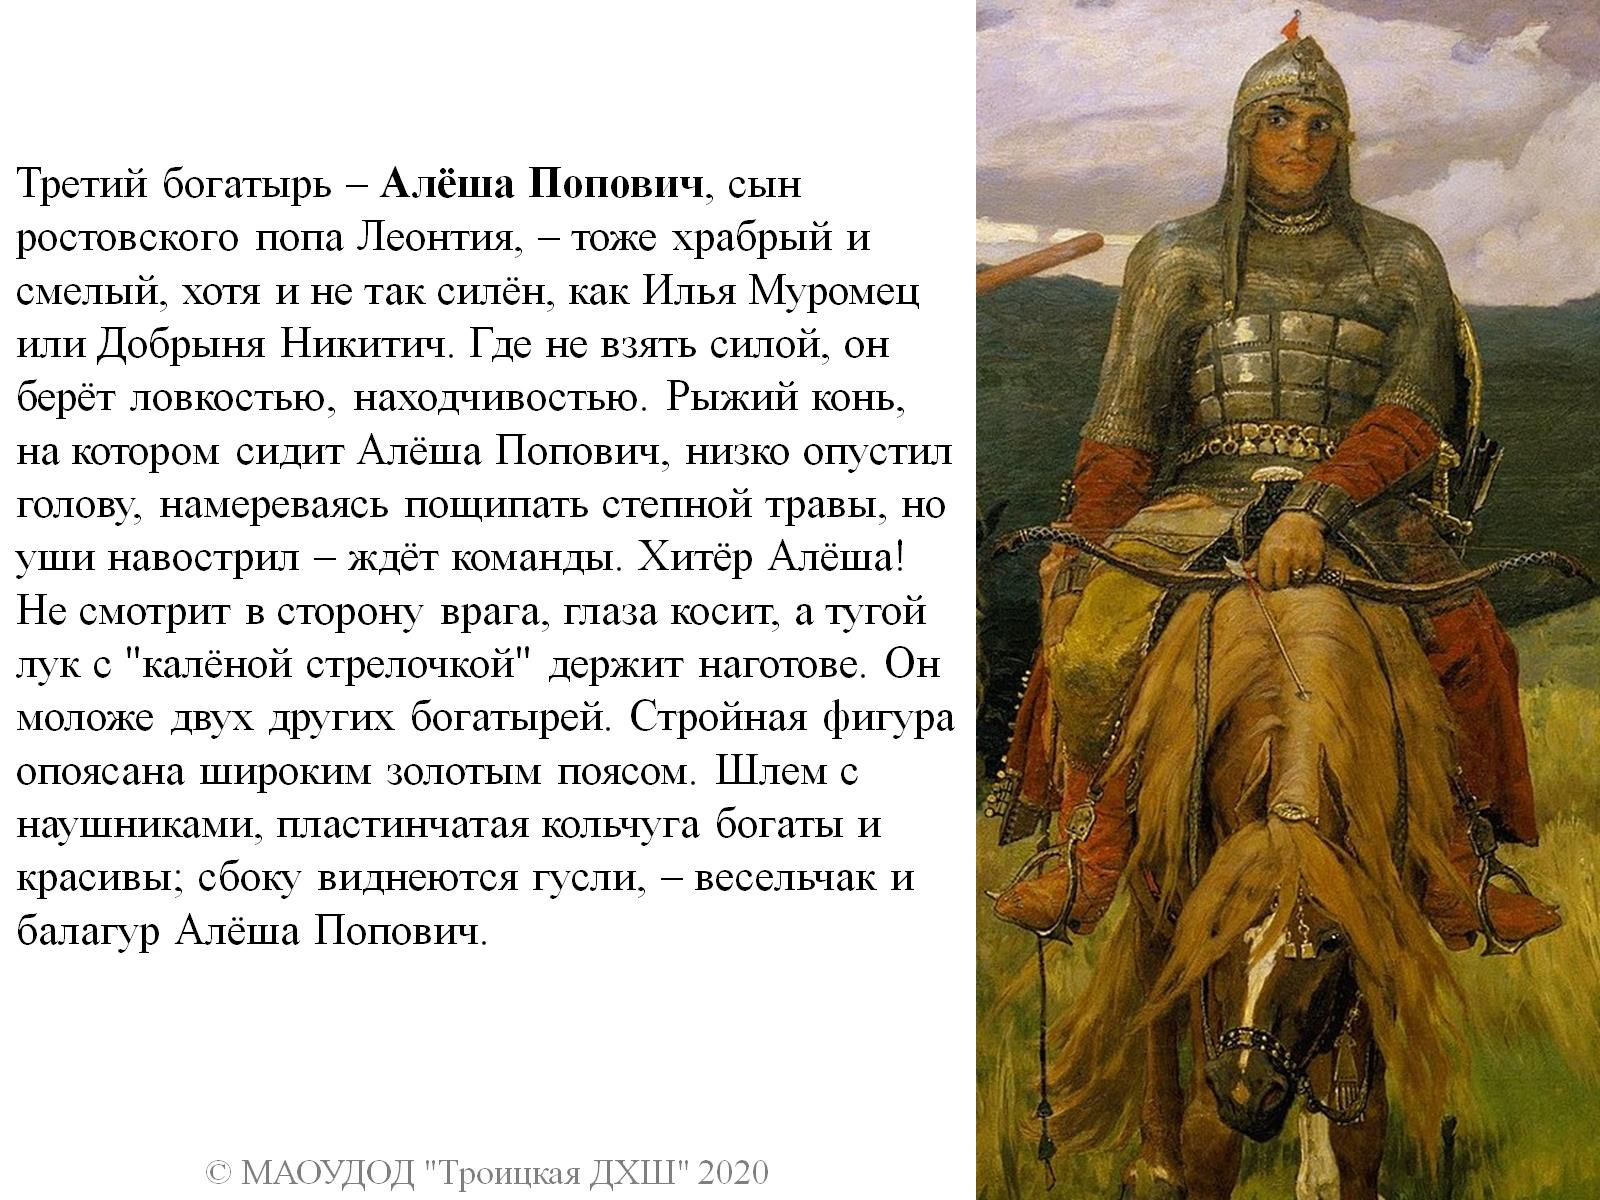 Третий богатырь – Алёша Попович, сын
ростовского попа Леонтия, – тоже храбрый и
смелый, хотя и не так силён, как Илья Муромец
или Добрыня Никитич. Где не взять силой, он
берёт ловкостью, находчивостью. Рыжий конь,
на котором сидит Алёша Попович, низко опустил
голову, намереваясь пощипать степной травы, но
уши навострил – ждёт команды. Хитёр Алёша!
Не смотрит в сторону врага, глаза косит, а тугой
лук с "калёной стрелочкой" держит наготове. Он
моложе двух других богатырей. Стройная фигура
опоясана широким золотым поясом. Шлем с
наушниками, пластинчатая кольчуга богаты и
красивы; сбоку виднеются гусли, – весельчак и
балагур Алёша Попович.
© МАОУДОД "Троицкая ДХШ" 2020